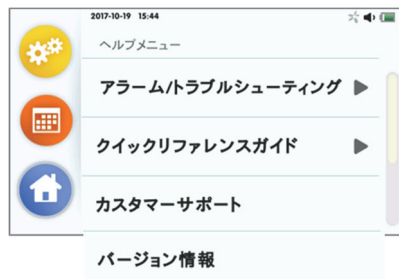 2017-10-19 15:44
ヘルプメニュー
アラーム/トラブルシューティング
クイックリファレンスガイド
カスタマーサポート
バージョン情報